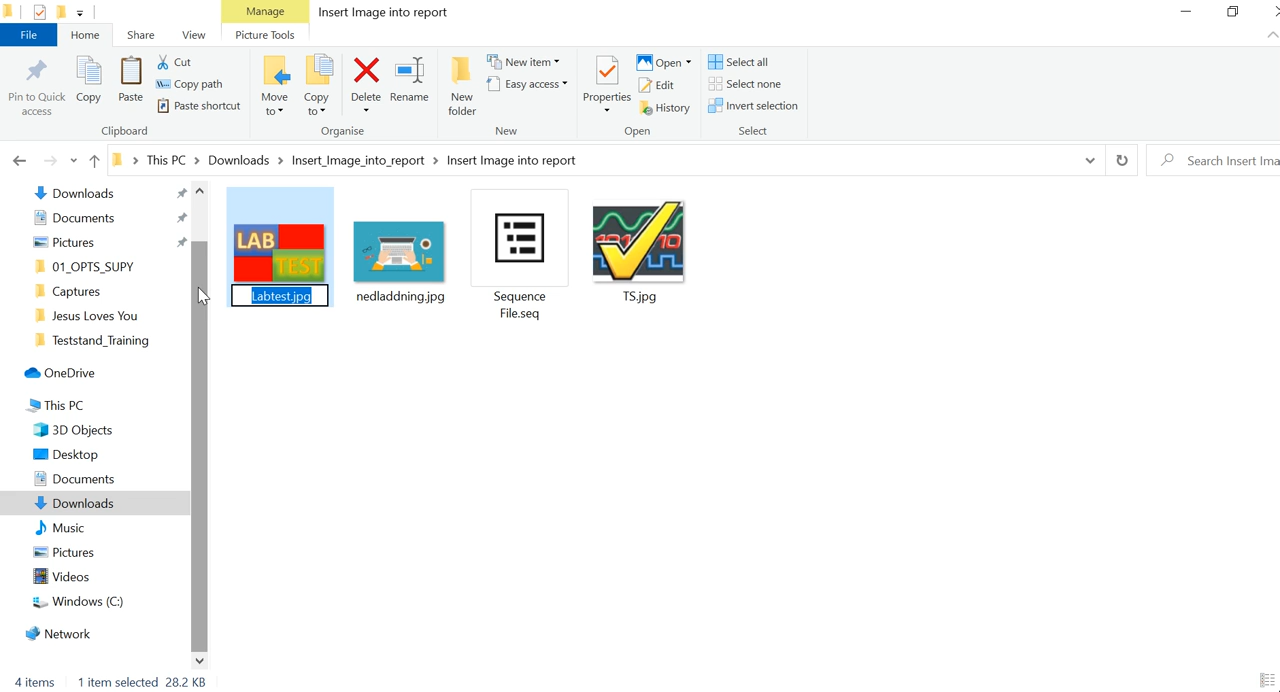 Manage
Insert Image into report
File
Home
Share
View
Picture Tools
Pin to Quick
access
Copy
Paste
Cut
Copy path
Paste shortcut
Clipboard
Move
to
Copy
to
Delete
Rename
Organise
New
folder
New item
Easy access
New
Properties
Open
Edit
History
Open
Select all
Select none
Invert selection
Select
This PC
Downloads
Insert_Image_into_report
Insert Image into report
Search Insert Ima
Downloads
Documents
Pictures
01_OPTS_SUPY
Captures
Jesus Loves You
Teststand_Training
OneDrive
This PC
3D Objects
Desktop
Documents
Downloads
Music
Pictures
Videos
Windows (C:)
Network
LAB
TEST
Labtest.jpg
nedladdning.jpg
Sequence
File.seq
TS.jpg
4 items
1 item selected 28.2 KB